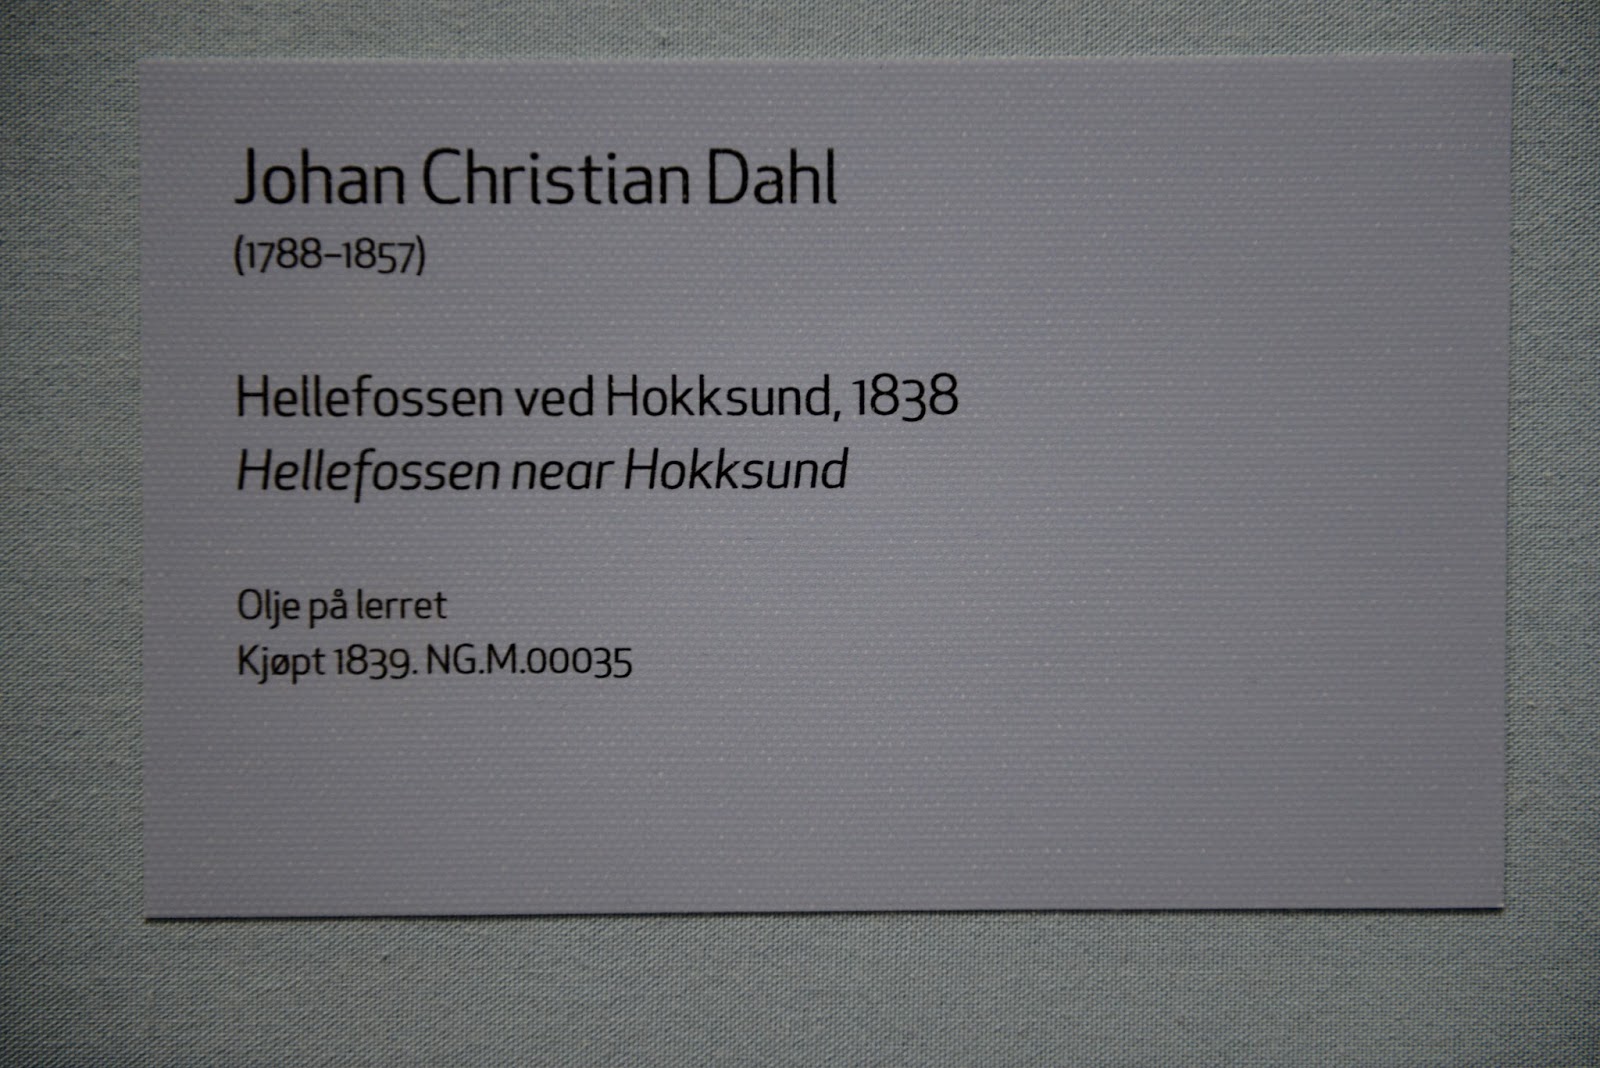 Johan Christian Dahl
(1788–1857)
Hellefossen ved Hokksund, 1838
Hellefossen near Hokksund
Olje på lerret
Kjøpt 1839. NG.M.00035